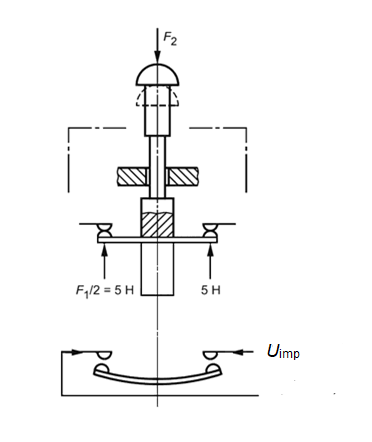 F₂
F₁/2 = 5 H
5 H
Uimp